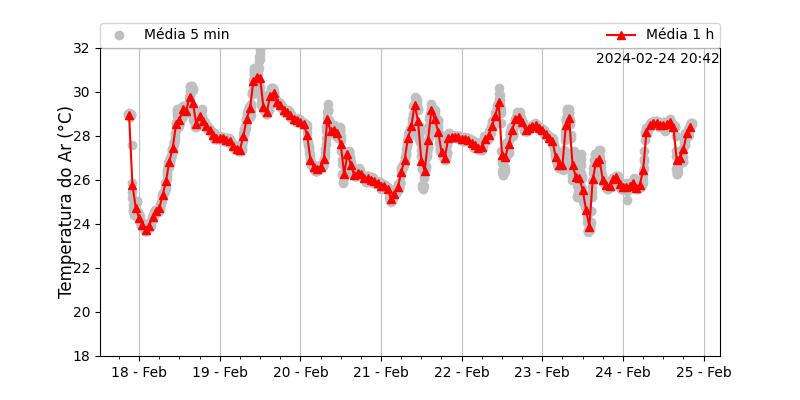 Média 5 min
Média 1 h
2024-02-24 20:42
Temperatura do Ar (°C)
32
30
28
26
24
22
20
18
18 - Feb
19 - Feb
20 - Feb
21 - Feb
22 - Feb
23 - Feb
24 - Feb
25 - Feb